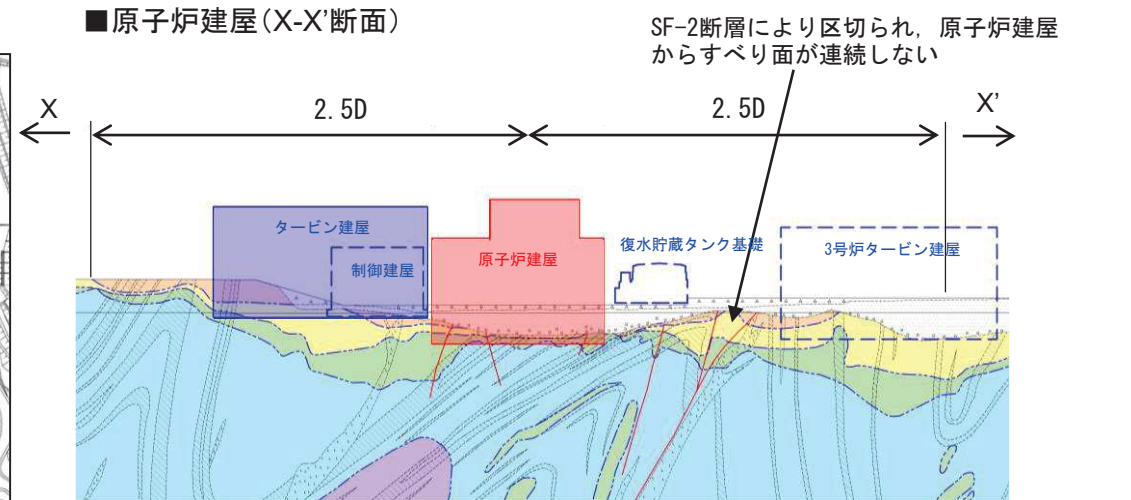 ■原子炉建屋(X-X’断面)
SF-2断層により区切られ，原子炉建屋
からすべり面が連続しない
X
2.5D
2.5D
X’
タービン建屋
制御建屋
原子炉建屋
復水貯蔵タンク基礎
3号炉タービン建屋